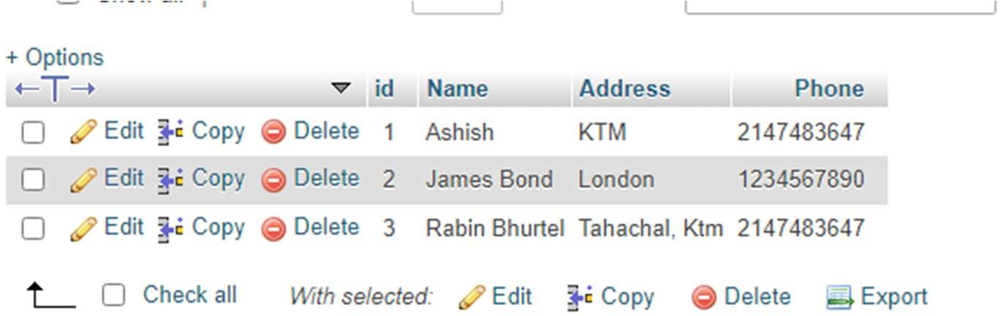 + Options
←T→ id Name Address Phone
Edit Copy Delete 1 Ashish KTM 2147483647
Edit Copy Delete 2 James Bond London 1234567890
Edit Copy Delete 3 Rabin Bhurtel Tahachal, Ktm 2147483647
Check all With selected: Edit Copy Delete Export